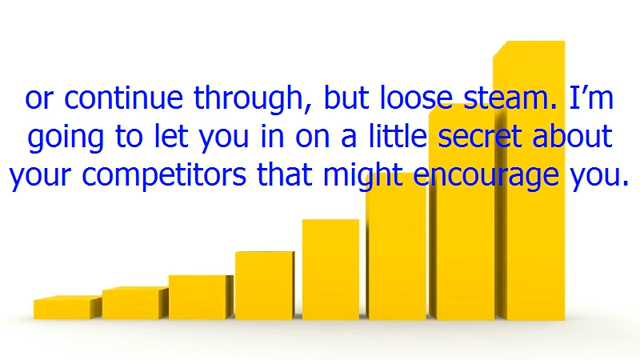 or continue through, but loose steam. I’m
going to let you in on a little secret about
your competitors that might encourage you.